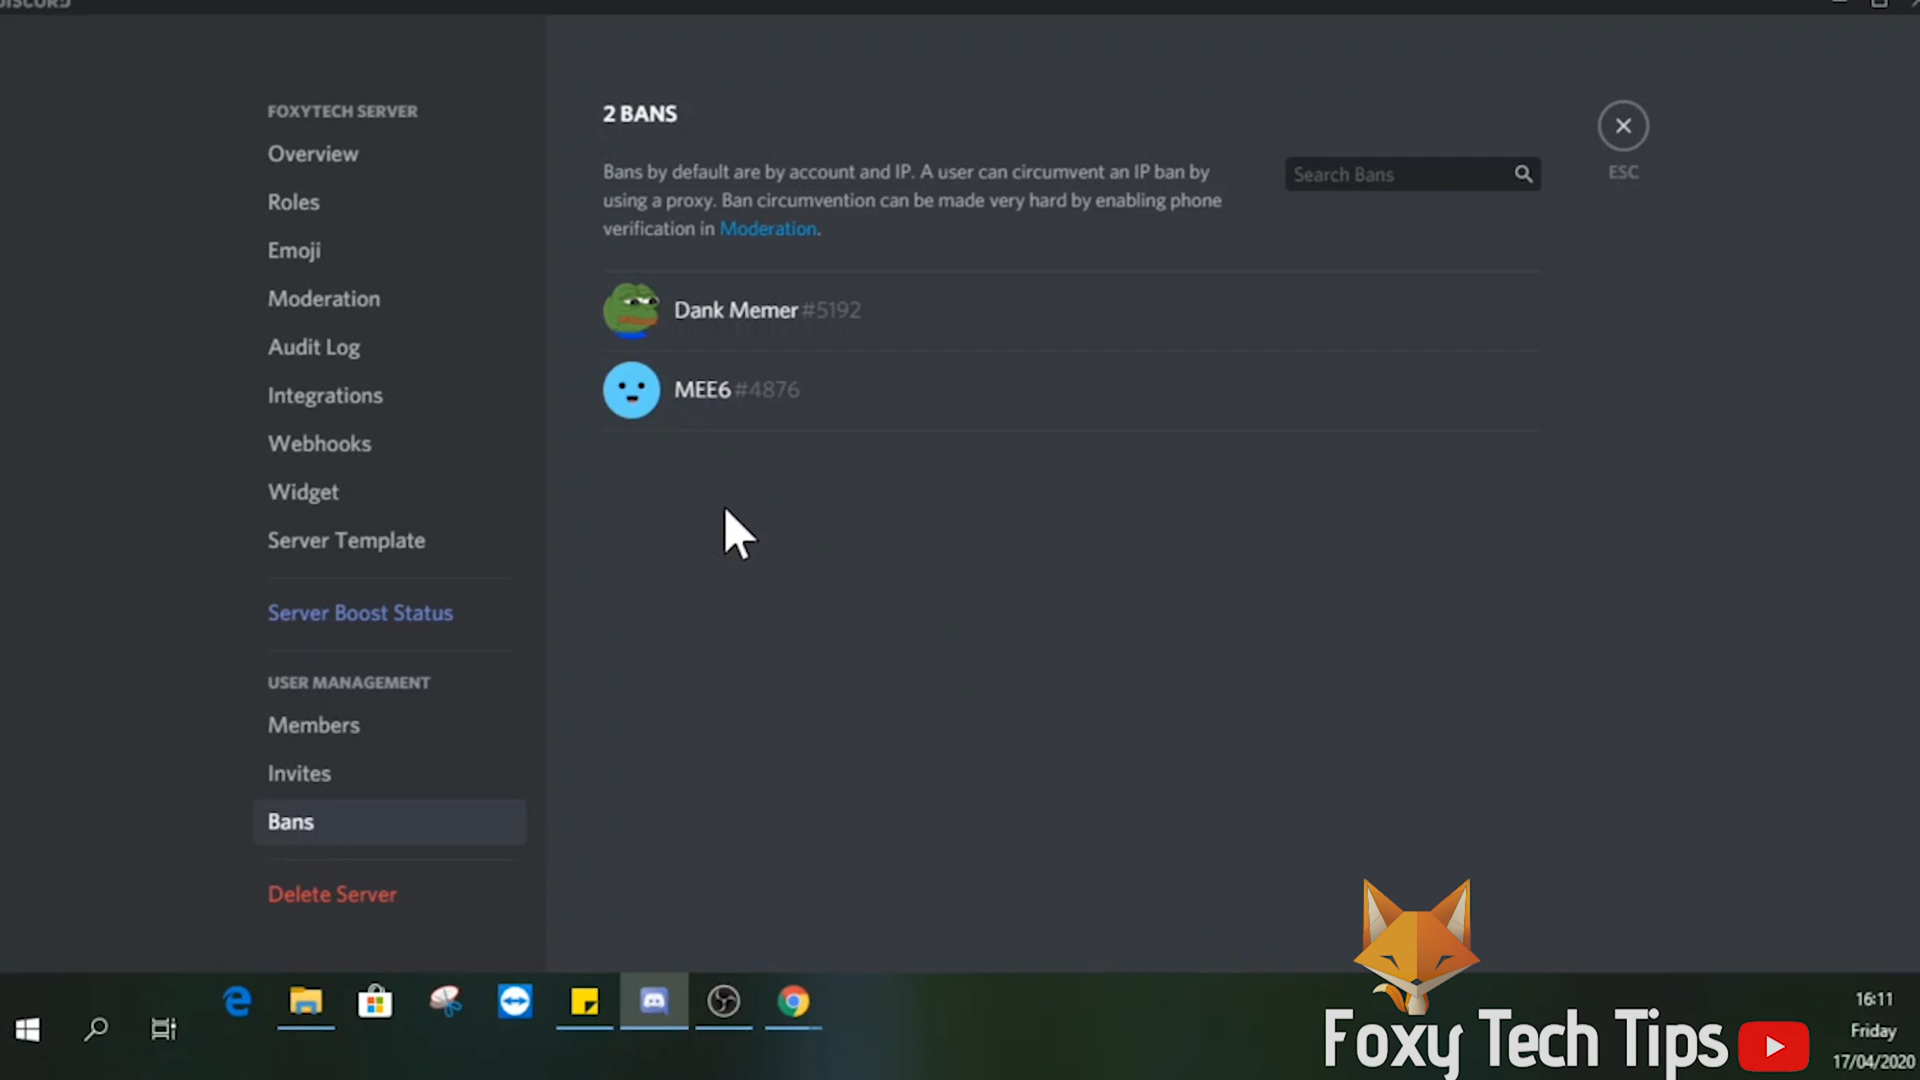 FOXYTECH SERVER
Overview
Roles
Emoji
Moderation
Audit Log
Integrations
Webhooks
Widget
Server Template
Server Boost Status
USER MANAGEMENT
Members
Invites
Bans
Delete Server
2 BANS
Bans by default are by account and IP. A user can circumvent an IP ban by
using a proxy. Ban circumvention can be made very hard by enabling phone
verification in Moderation.
Search Bans
ESC
Dank Memer #5192
MEE6 #4876
Foxy Tech Tips
16:11
Friday
17/04/2020